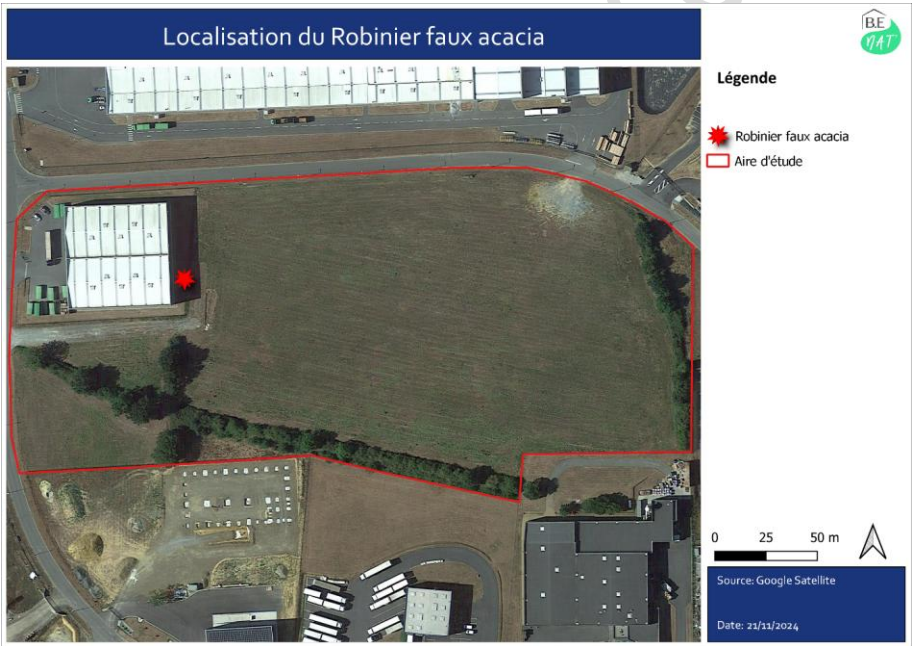 Localisation du Robinier faux acacia
BE
NAT
Légende
Robinier faux acacia
Aire d'étude
0 25 50 m
Source: Google Satellite
Date: 21/11/2024